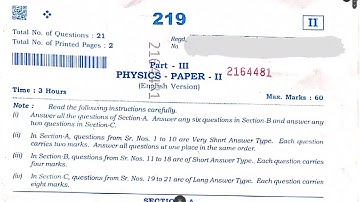 219
II
Total No. of Questions : 21
Total No. of Printed Pages : 2
Regd.
No.
Part - III
PHYSICS - PAPER - II
2164481
(English Version)
Time : 3 Hours
Max. Marks : 60
Note : Read the following instructions carefully.
(i) Answer all the questions of Section-A. Answer any six questions in Section-B and answer any two questions in Section-C.
(ii) In Section-A, questions from Sr. Nos. 1 to 10 are Very Short Answer Type. Each question carries two marks. Answer all questions at one place in the same order.
(iii) In Section-B, questions from Sr. Nos. 11 to 18 are of Short Answer Type. Each question carries four marks.
(iv) In Section-C, questions from Sr. Nos. 19 to 21 are of Long Answer Type. Each question carries eight marks.